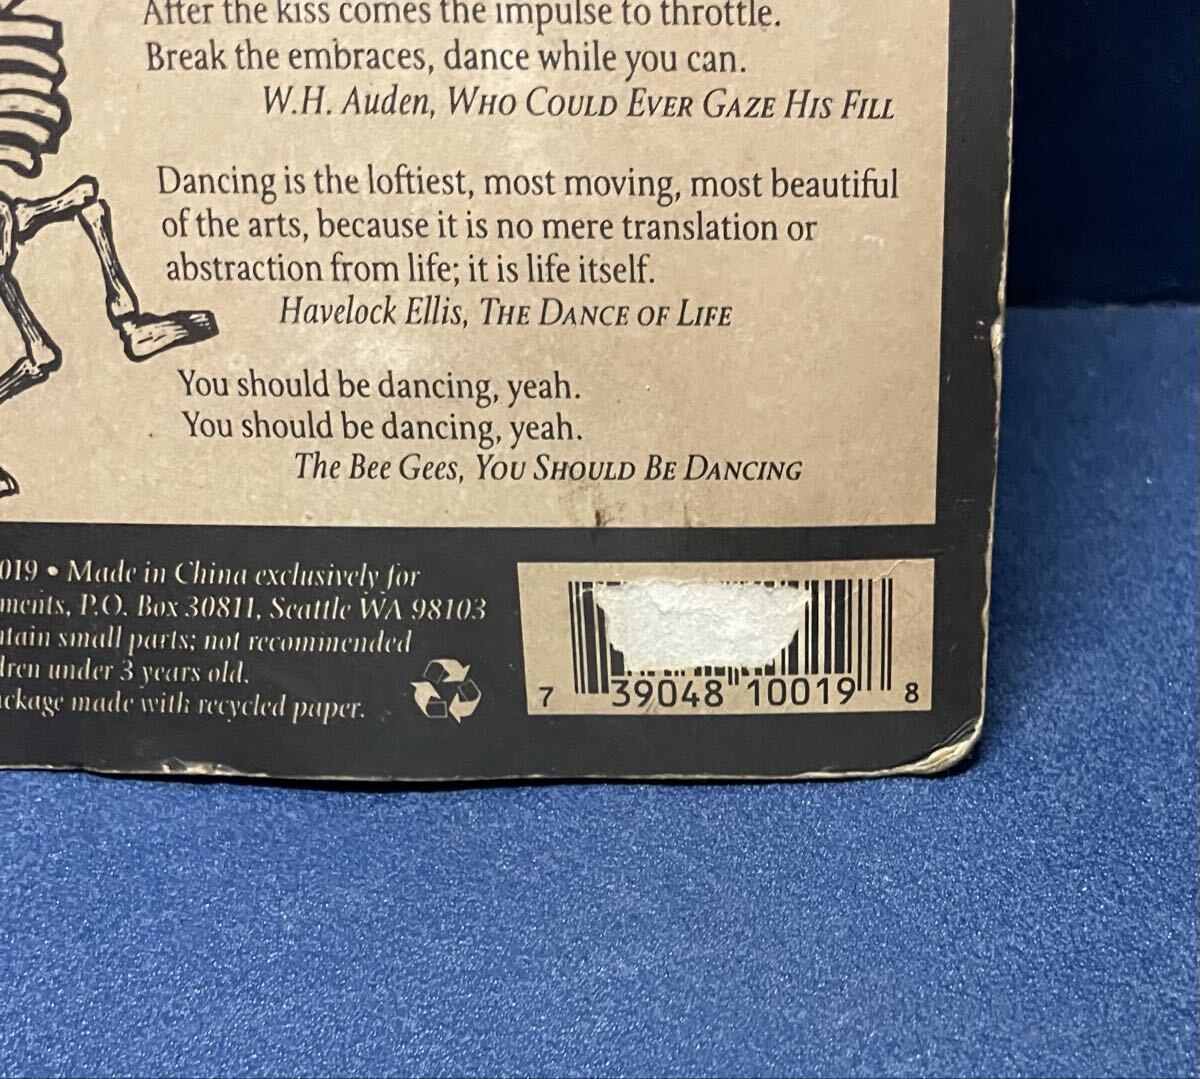 After the kiss comes the impulse to throttle.
Break the embraces, dance while you can.
W.H. Auden, WHO COULD EVER GAZE HIS FILL
Dancing is the loftiest, most moving, most beautiful
of the arts, because it is no mere translation or
abstraction from life; it is life itself.
Havelock Ellis, THE DANCE OF LIFE
You should be dancing, yeah.
You should be dancing, yeah.
The Bee Gees, YOU SHOULD BE DANCING
019 • Made in China exclusively for
ments, P.O. Box 30811, Seattle WA 98103
tain small parts; not recommended
dren under 3 years old.
ckage made with recycled paper.
7 39048 10019 8